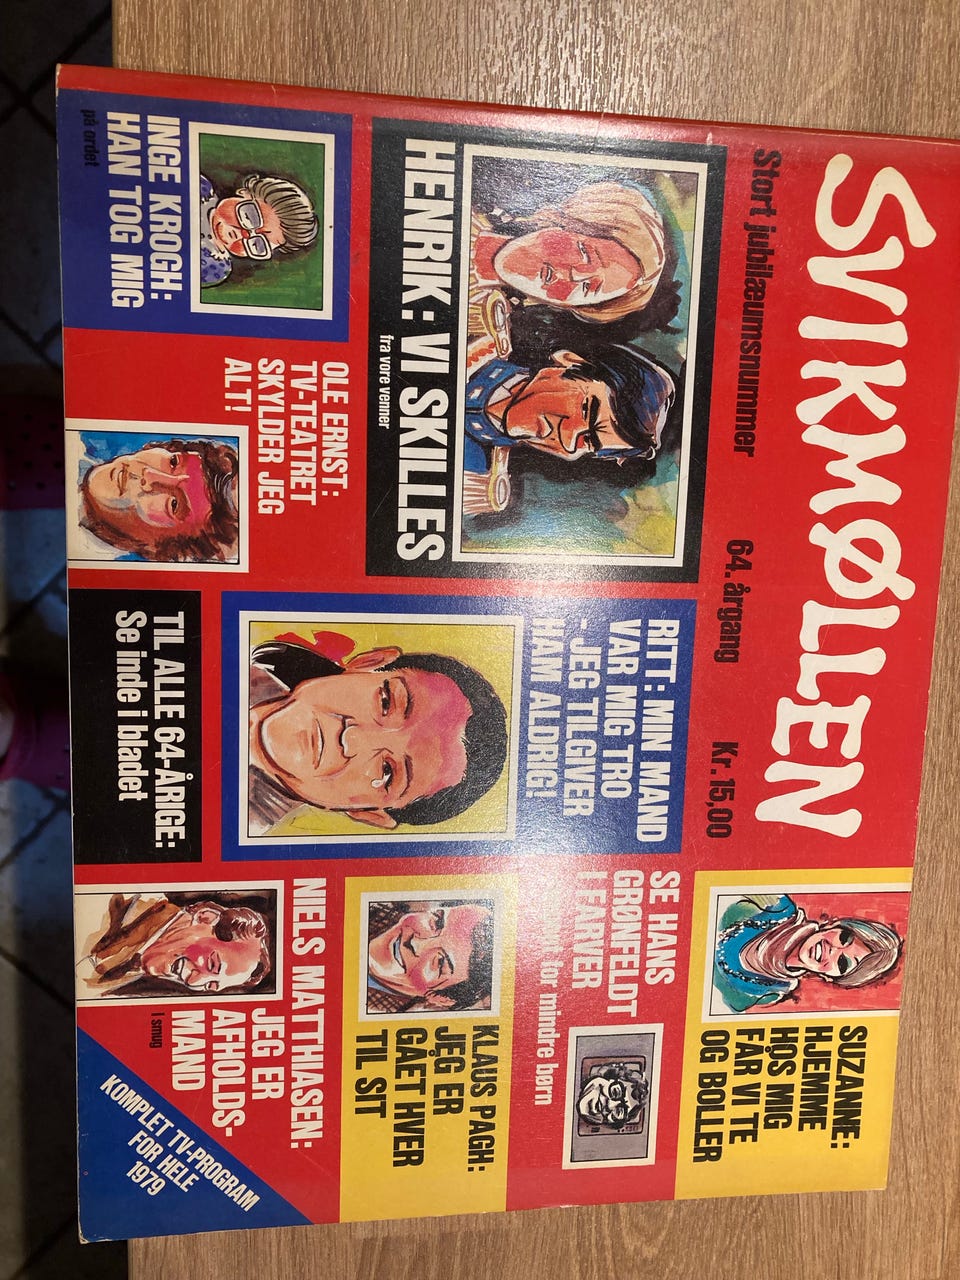 SVIKMØLLEN
Stort jubilæumsnummer 64. årgang Kr. 15,00
HENRIK: VI SKILLES
fra vore venner
INGE KROGH:
HAN TOG MIG
på ordet
OLE ERNST:
TV-TEATRET
SKYLDER JEG
ALT!
RITT: MIN MAND
VAR MIG TRO
- JEG TILGIVER
HAM ALDRIG!
TIL ALLE 64-ÅRIGE:
Se inde i bladet
SUZANNE:
HJEMME
HOS MIG
FÅR VI TE
OG BOLLER
SE HANS
GRØNFELDT
I FARVER
for mindre børn
KLAUS PAGH:
JEG ER
GÅET HVER
TIL SIT
NIELS MATTHIASEN:
JEG ER
AFHOLDS-
MAND
i smug
KOMPLET TV-PROGRAM
FOR HELE
1979